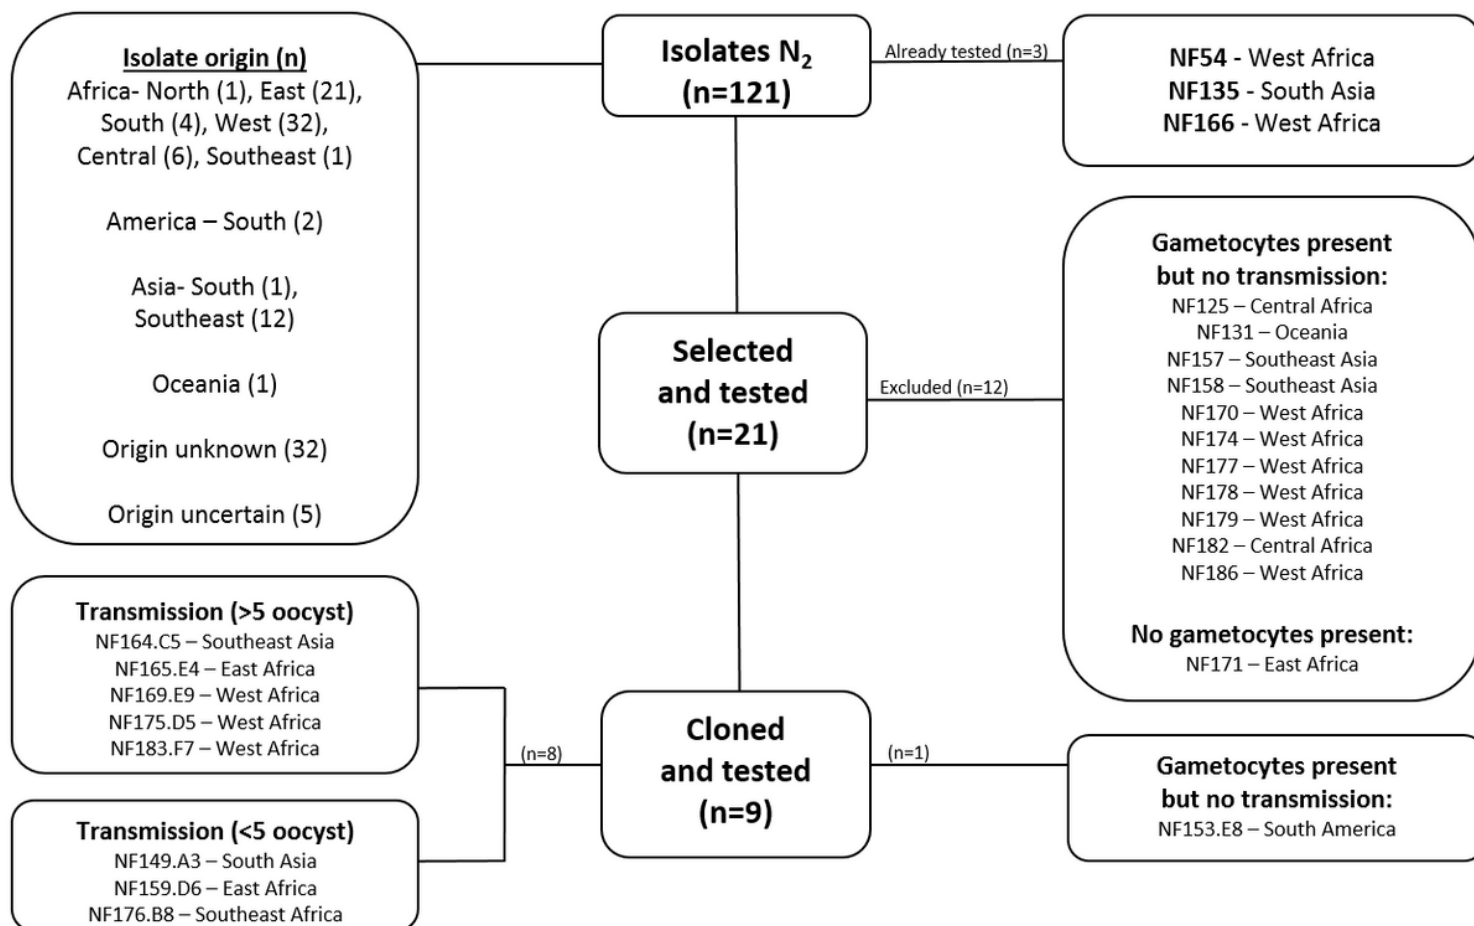 Isolate origin (n)
Africa- North (1), East (21),
South (4), West (32),
Central (6), Southeast (1)
America – South (2)
Asia- South (1),
Southeast (12)
Oceania (1)
Origin unknown (32)
Origin uncertain (5)
Isolates N₂
(n=121)
Already tested (n=3)
NF54 - West Africa
NF135 - South Asia
NF166 - West Africa
Selected
and tested
(n=21)
Excluded (n=12)
Gametocytes present
but no transmission:
NF125 – Central Africa
NF131 – Oceania
NF157 – Southeast Asia
NF158 – Southeast Asia
NF170 – West Africa
NF174 – West Africa
NF177 – West Africa
NF178 – West Africa
NF179 – West Africa
NF182 – Central Africa
NF186 – West Africa
No gametocytes present:
NF171 – East Africa
Transmission (>5 oocyst)
NF164.C5 – Southeast Asia
NF165.E4 – East Africa
NF169.E9 – West Africa
NF175.D5 – West Africa
NF183.F7 – West Africa
Transmission (<5 oocyst)
NF149.A3 – South Asia
NF159.D6 – East Africa
NF176.B8 – Southeast Africa
(n=8)
Cloned
and tested
(n=9)
(n=1)
Gametocytes present
but no transmission:
NF153.E8 – South America